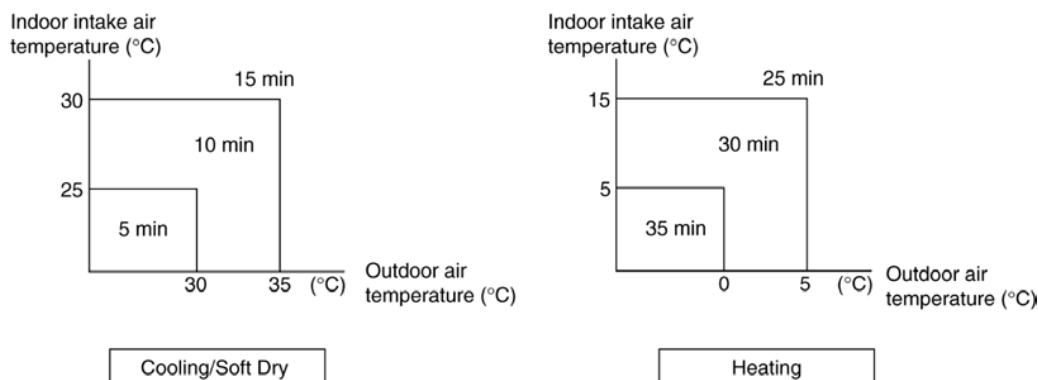 Indoor intake air
temperature (°C)
15 min
30
10 min
25
5 min
30
35
(°C)
Outdoor air
temperature (°C)
Cooling/Soft Dry
Indoor intake air
temperature (°C)
25 min
15
30 min
5
35 min
0
5
(°C)
Outdoor air
temperature (°C)
Heating